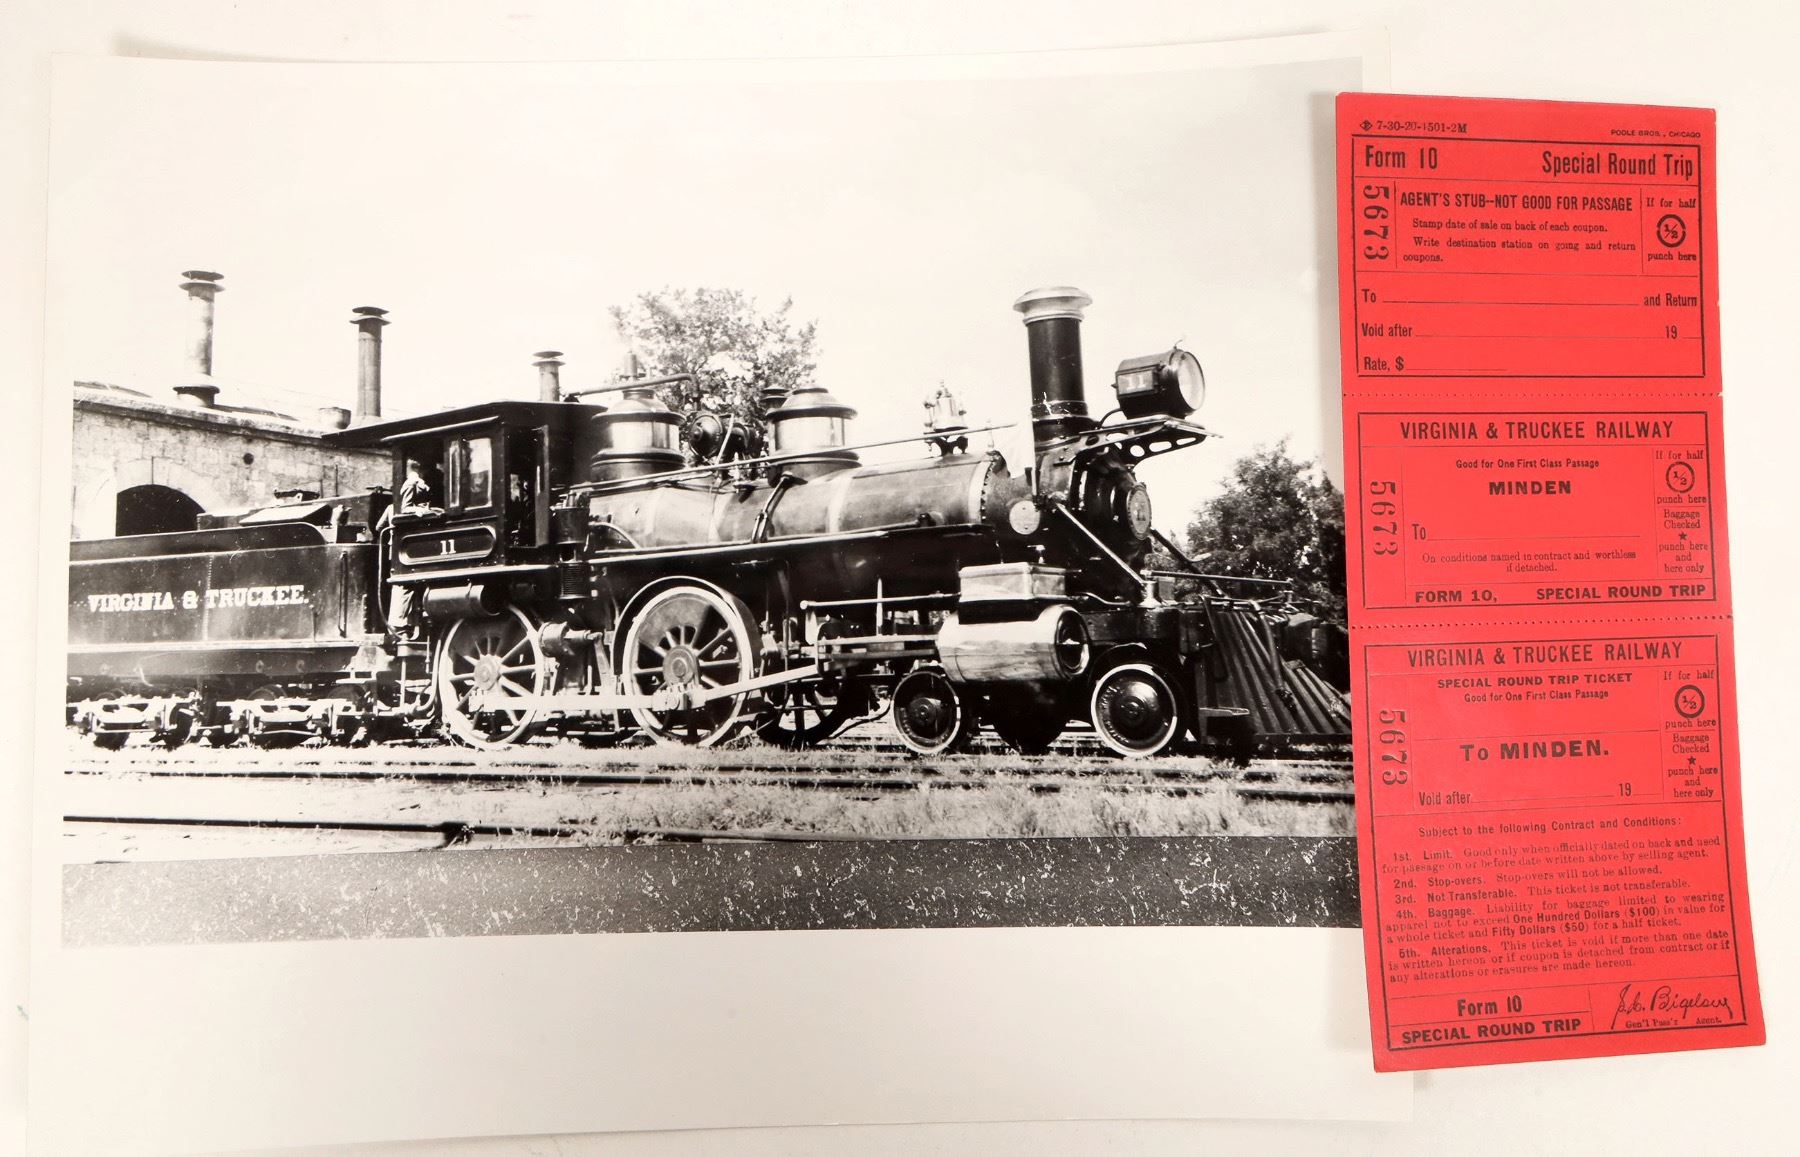 11
11
11
VIRGINIA & TRUCKEE.
7-30-20-1501-2M
POOLE BROS., CHICAGO
Form 10
Special Round Trip
5673
AGENT'S STUB--NOT GOOD FOR PASSAGE
Stamp date of sale on back of each coupon.
Write destination station on going and return
coupons.
If for half
1/2
punch here
To and Return
Void after 19
Rate, $
VIRGINIA & TRUCKEE RAILWAY
Good for One First Class Passage
MINDEN
5673
To
On conditions named in contract and worthless
if detached.
If for half
1/2
punch here
Baggage
Checked
★
punch here
and
here only
FORM 10, SPECIAL ROUND TRIP
VIRGINIA & TRUCKEE RAILWAY
SPECIAL ROUND TRIP TICKET
Good for One First Class Passage
5673
To MINDEN.
Void after 19
If for half
1/2
punch here
Baggage
Checked
★
punch here
and
here only
Subject to the following Contract and Conditions:
1st. Limit. Good only when officially dated on back and used
for passage on or before date written above by selling agent.
2nd. Stop-overs. Stop-overs will not be allowed.
3rd. Not Transferable. This ticket is not transferable.
4th. Baggage. Liability for baggage limited to wearing
apparel not to exceed One Hundred Dollars ($100) in value for
a whole ticket and Fifty Dollars ($50) for a half ticket.
5th. Alterations. This ticket is void if more than one date
is written hereon or if coupon is detached from contract or if
any alterations or erasures are made hereon.
Form 10
SPECIAL ROUND TRIP
Bigelow
Gen'l Pass'r Agent.